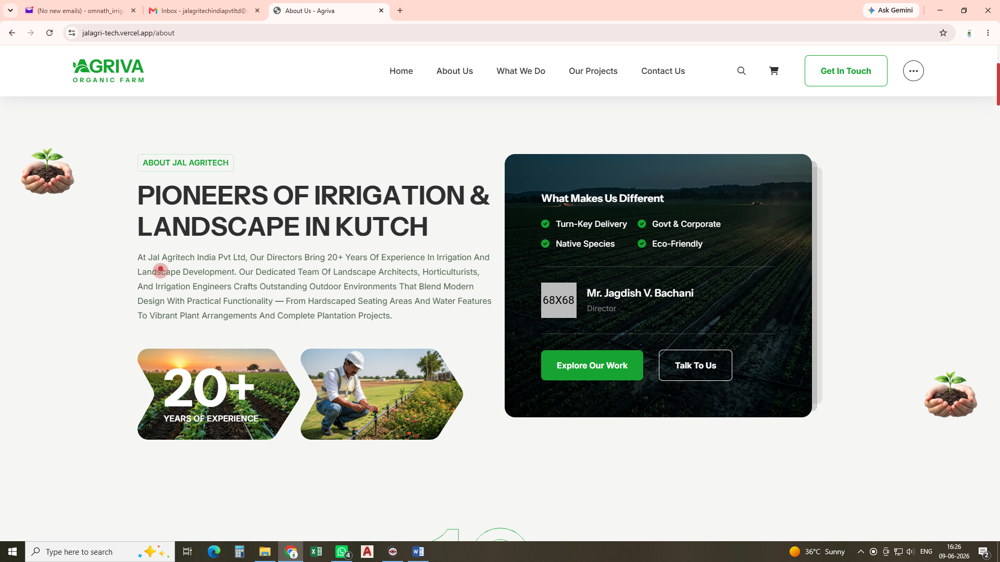 (No new emails) - omnath_irrig
Inbox - jalagritechindiapvtltd@
About Us - Agriva
Ask Gemini
jalagri-tech.vercel.app/about
AGRIVA
ORGANIC FARM
Home
About Us
What We Do
Our Projects
Contact Us
Get In Touch
ABOUT JAL AGRITECH
PIONEERS OF IRRIGATION &
LANDSCAPE IN KUTCH
At Jal Agritech India Pvt Ltd, Our Directors Bring 20+ Years Of Experience In Irrigation And
Landscape Development. Our Dedicated Team Of Landscape Architects, Horticulturists,
And Irrigation Engineers Crafts Outstanding Outdoor Environments That Blend Modern
Design With Practical Functionality — From Hardscaped Seating Areas And Water Features
To Vibrant Plant Arrangements And Complete Plantation Projects.
20+
YEARS OF EXPERIENCE
What Makes Us Different
Turn-Key Delivery
Govt & Corporate
Native Species
Eco-Friendly
68X68
Mr. Jagdish V. Bachani
Director
Explore Our Work
Talk To Us
Type here to search
4
36°C Sunny
ENG
16:26
09-06-2026
2